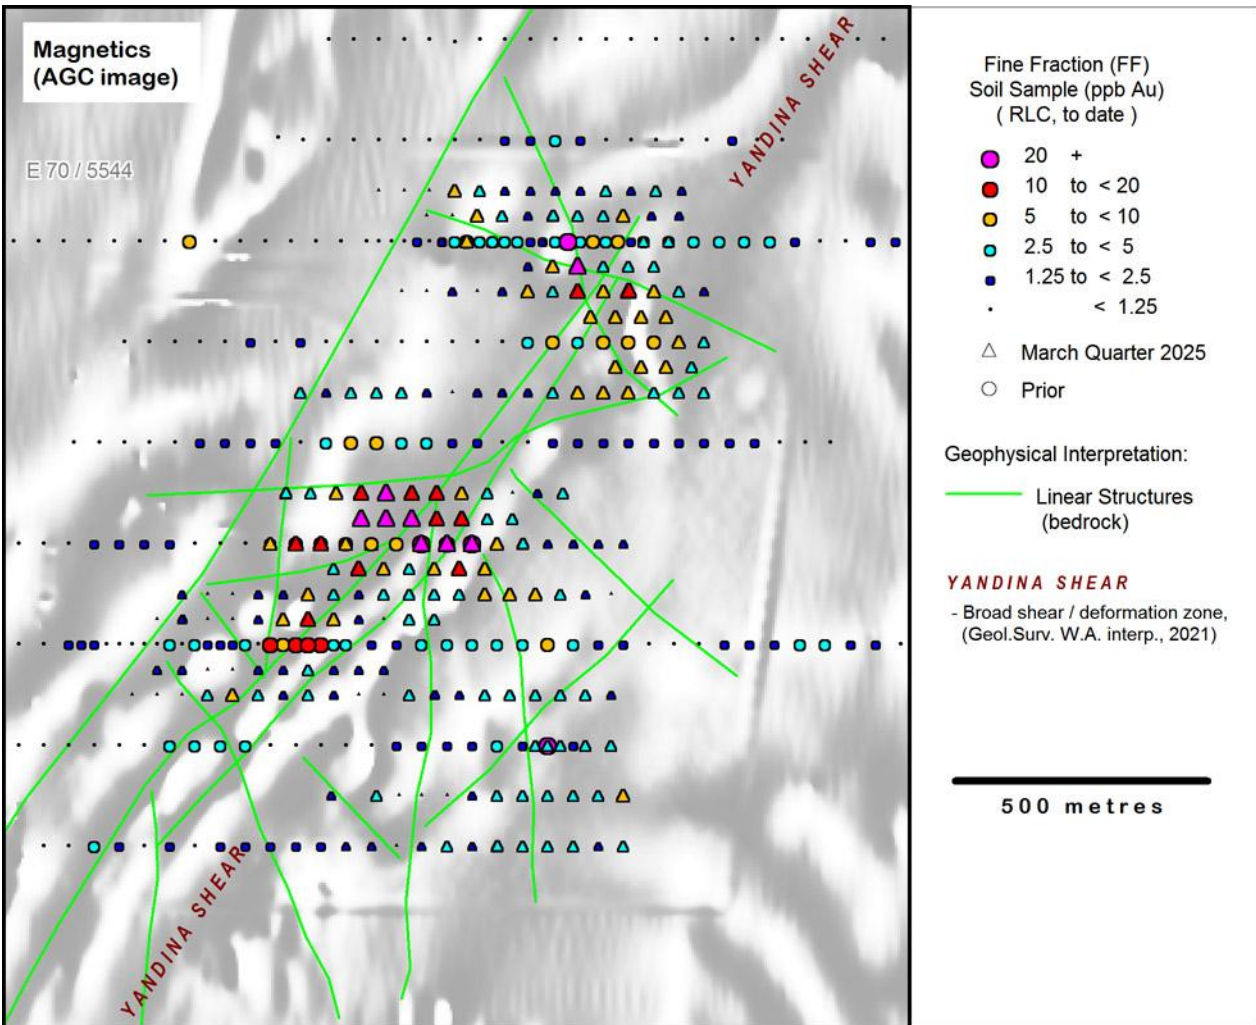 Magnetics
(AGC image)
E 70 / 5544
YANDINA SHEAR
YANDINA SHEAR
Fine Fraction (FF)
Soil Sample (ppb Au)
( RLC, to date )
20 +
10 to < 20
5 to < 10
2.5 to < 5
1.25 to < 2.5
< 1.25
March Quarter 2025
Prior
Geophysical Interpretation:
Linear Structures
(bedrock)
YANDINA SHEAR
- Broad shear / deformation zone,
(Geol.Surv. W.A. interp., 2021)
500 metres